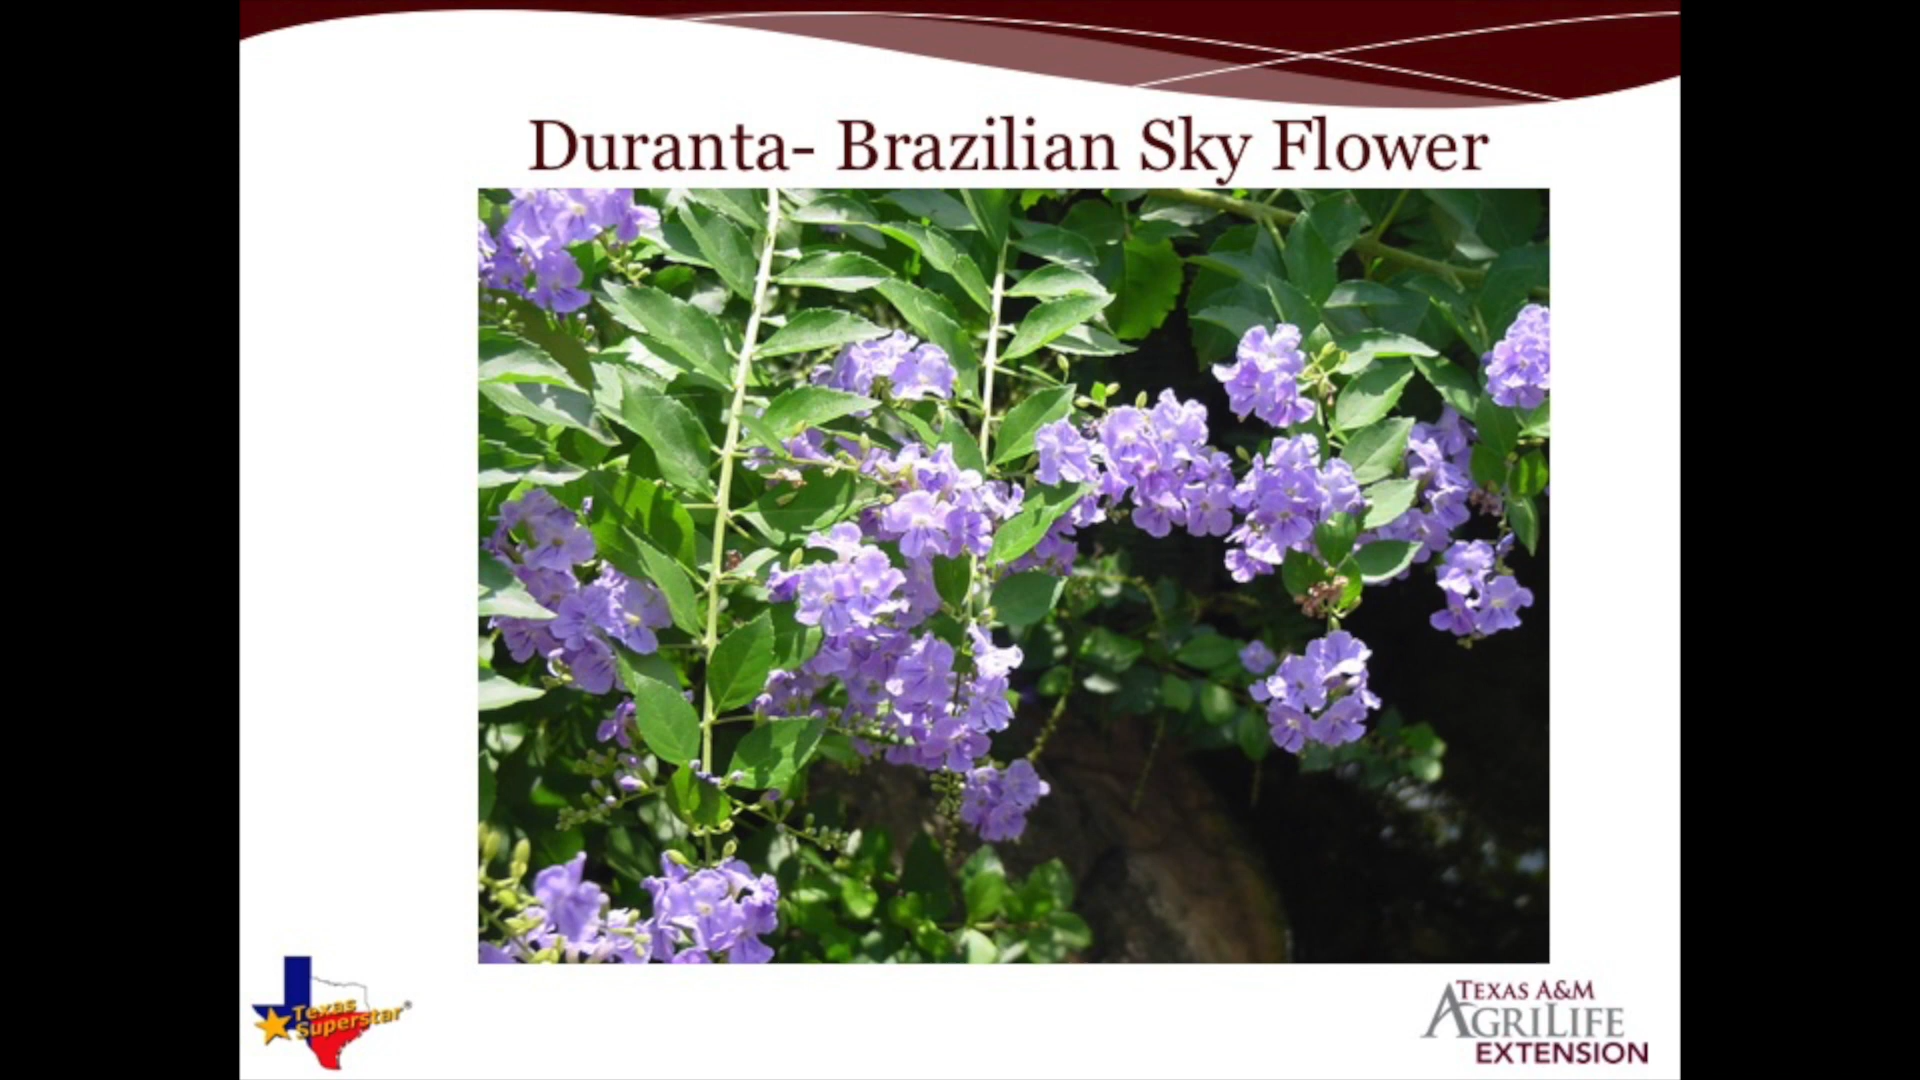 Duranta- Brazilian Sky Flower
Texas
Superstar®
TEXAS A&M
AGRILIFE
EXTENSION